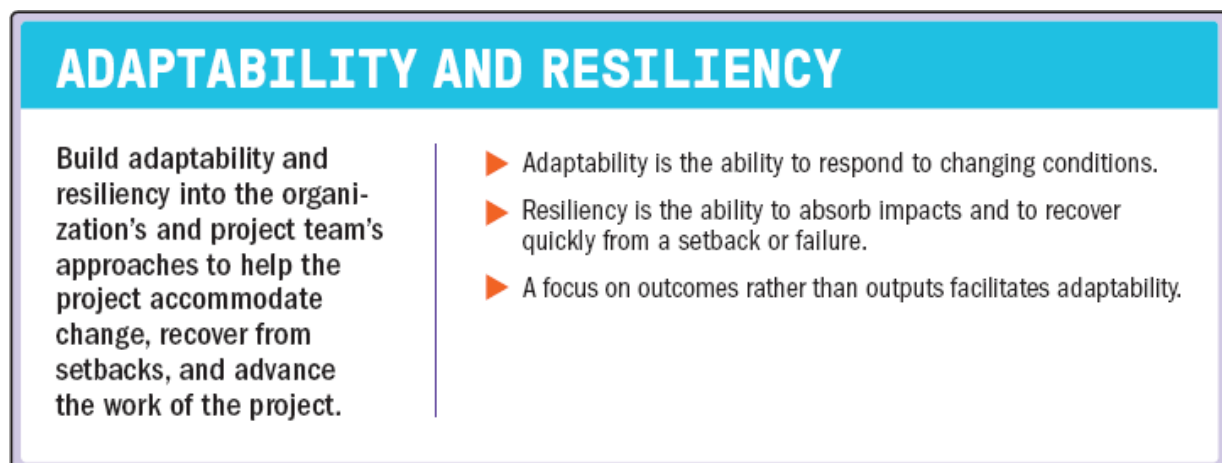 ADAPTABILITY AND RESILIENCY
Build adaptability and
resiliency into the organi-
zation's and project team's
approaches to help the
project accommodate
change, recover from
setbacks, and advance
the work of the project.
Adaptability is the ability to respond to changing conditions.
Resiliency is the ability to absorb impacts and to recover
quickly from a setback or failure.
A focus on outcomes rather than outputs facilitates adaptability.